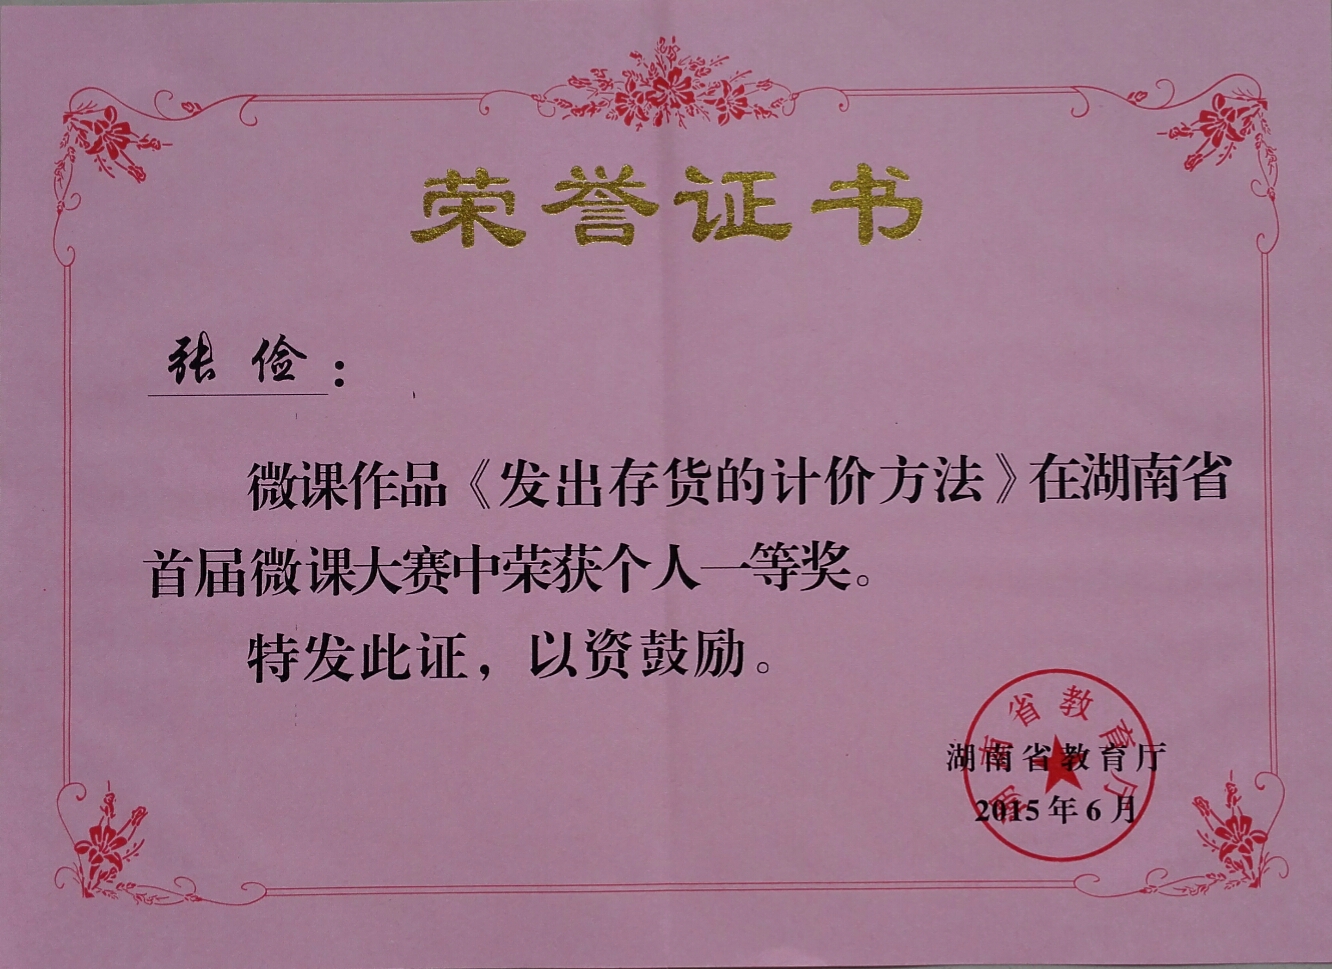 荣誉证书
张俭：
微课作品《发出存货的计价方法》在湖南省
首届微课大赛中荣获个人一等奖。
特发此证，以资鼓励。
湖南省教育厅
湖南省教育厅
2015年6月